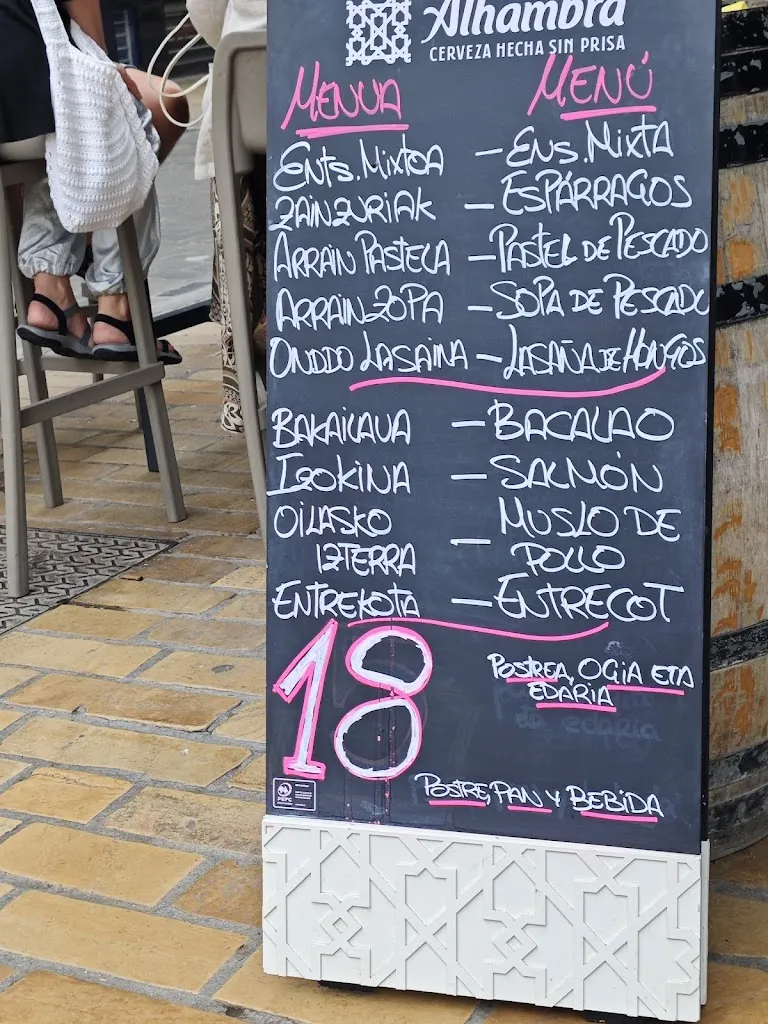 Alhambra
CERVEZA HECHA SIN PRISA
MENUA MENÚ
ENTS. MIXTOA — ENS. MIXTA
ZAINZURIAK — ESPÁRRAGOS
ARRAIN PASTELA — PASTEL DE PESCADO
ARRAIN ZOPA — SOPA DE PESCADO
ONDDO LASAINA — LASAÑA DE HONGOS
BAKAILAUA — BACALAO
IZOKINA — SALMÓN
OILASKO IZTERRA — MUSLO DE POLLO
ENTREKOTA — ENTRECOT
18
POSTREA, OGIA ETA
EDARIA
POSTRE, PAN Y BEBIDA
PEFC